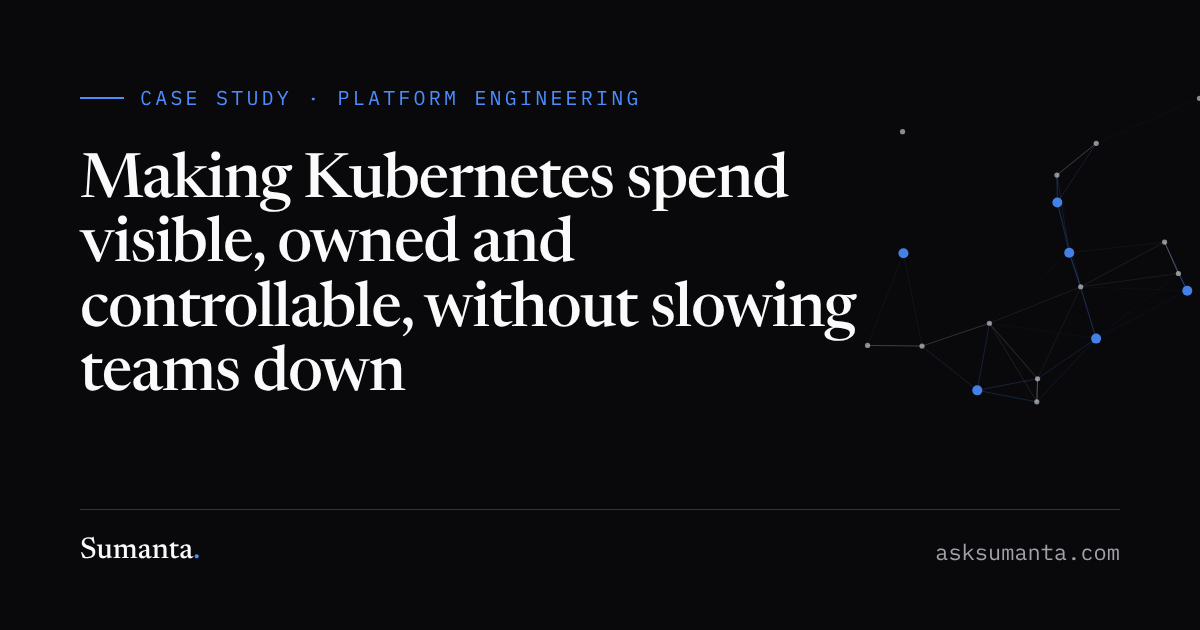 CASE STUDY · PLATFORM ENGINEERING
Making Kubernetes spend
visible, owned and
controllable, without slowing
teams down
Sumanta.
asksumanta.com